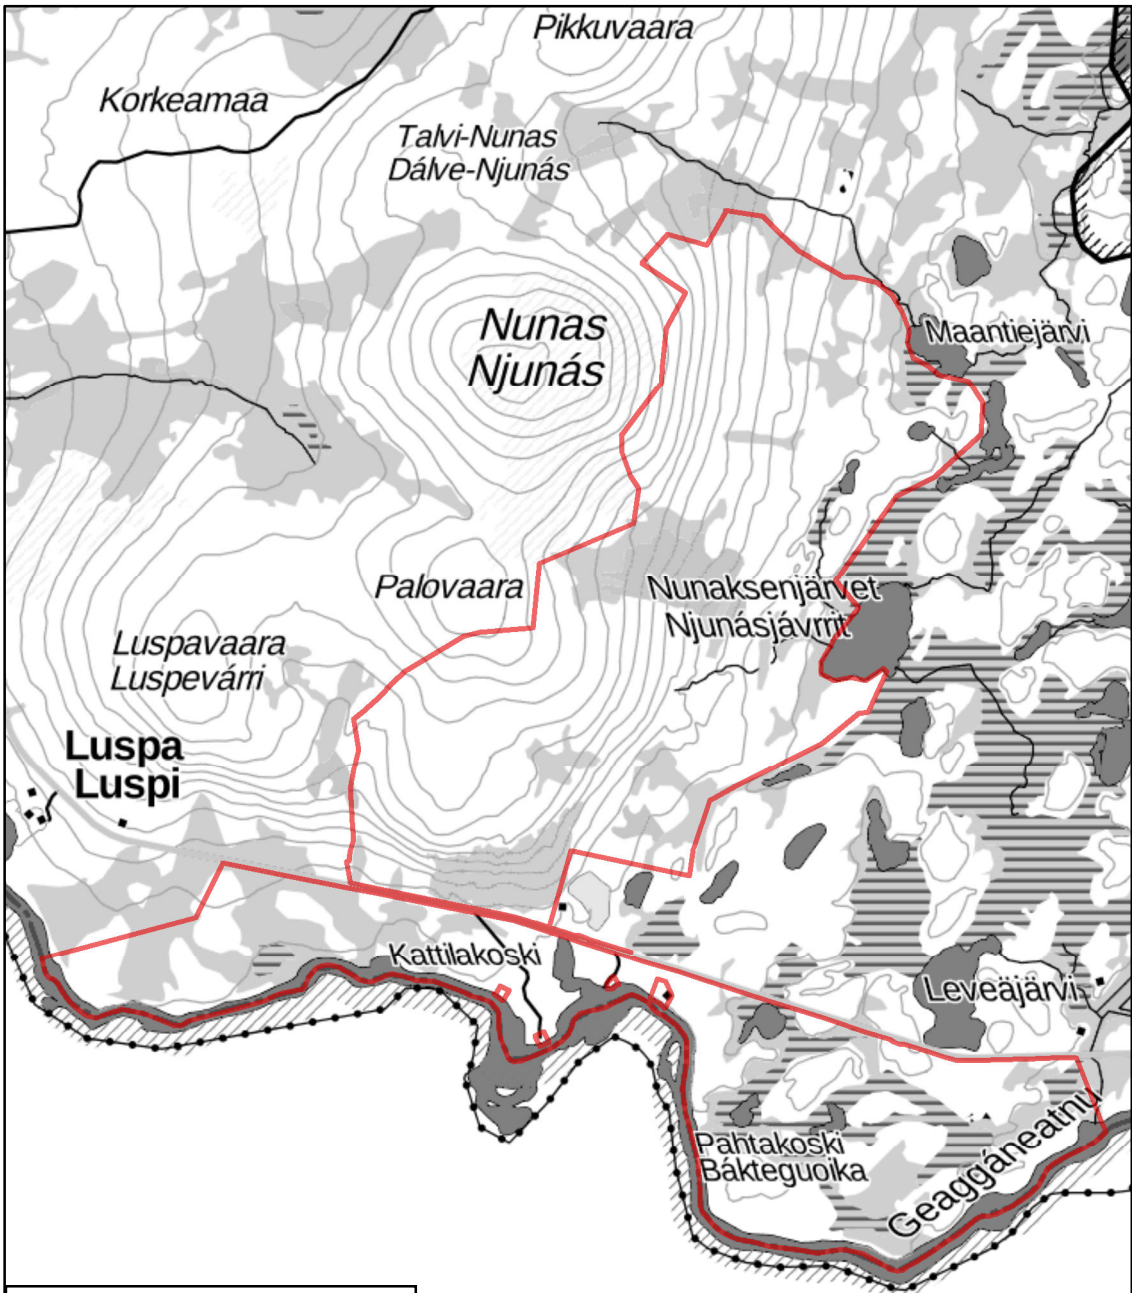 Pikkuvaara
Korkeamaa
Talvi-Nunas
Dálve-Njunás
Nunas
Njunás
Maantiejärvi
Palovaara
Nunaksenjärvet
Njunásjávrrit
Luspavaara
Luspevárri
Luspa
Luspi
Kattilakoski
Leveäjärvi
Pahtakoski
Bákteguoika
Geaggáneatnu